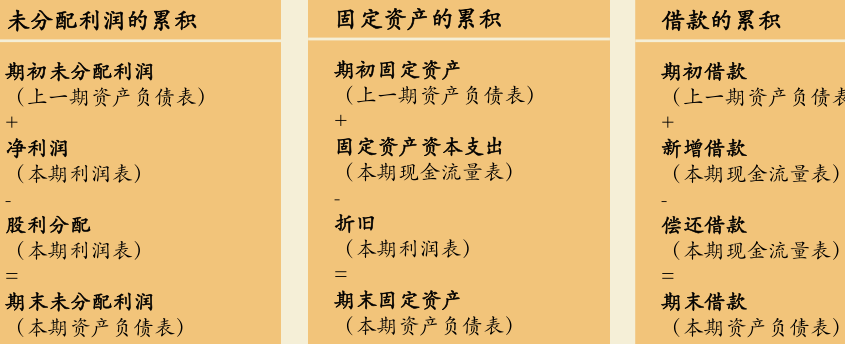 未分配利润的累积
期初未分配利润
（上一期资产负债表）
+
净利润
（本期利润表）
-
股利分配
（本期利润表）
=
期末未分配利润
（本期资产负债表）
固定资产的累积
期初固定资产
（上一期资产负债表）
+
固定资产资本支出
（本期现金流量表）
-
折旧
（本期利润表）
=
期末固定资产
（本期资产负债表）
借款的累积
期初借款
（上一期资产负债表
+
新增借款
（本期现金流量表）
-
偿还借款
（本期现金流量表）
=
期末借款
（本期资产负债表）